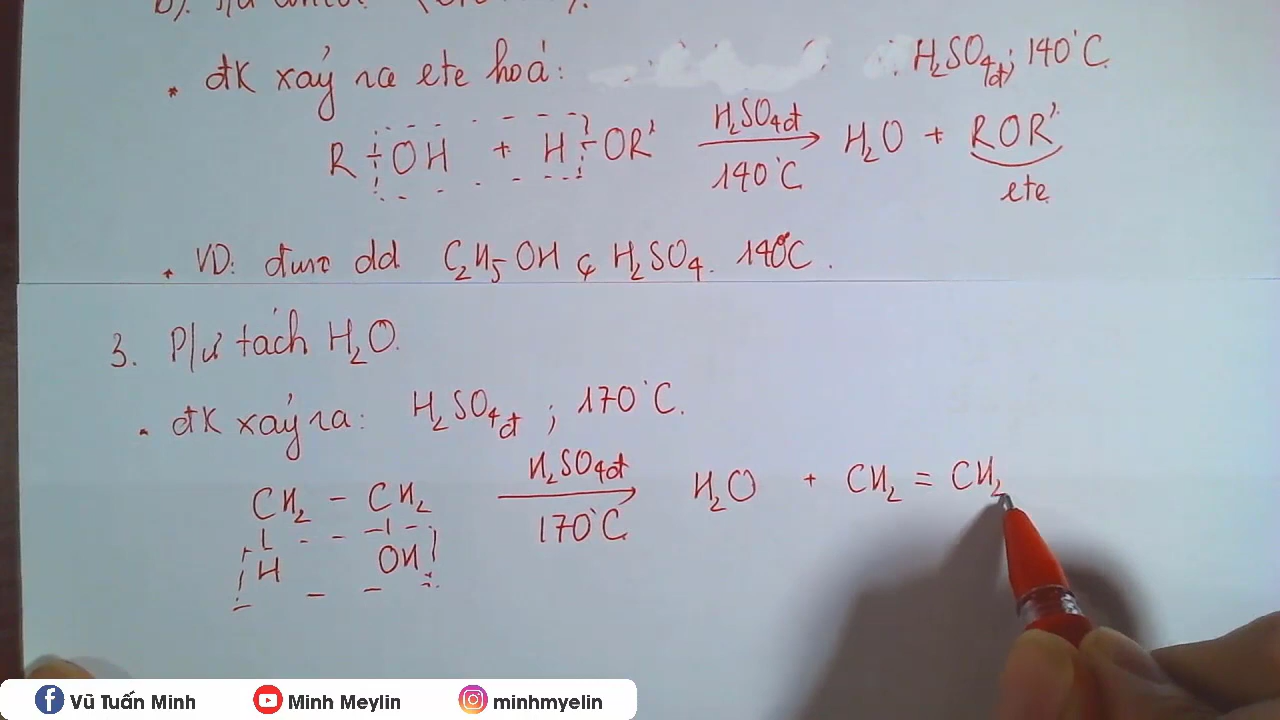 đK xảy ra ete hoá: H₂SO₄đ; 140°C.
R-OH + H-OR' H₂SO₄đ 140°C H₂O + ROR'
ete
VD: đun dd C₂H₅OH & H₂SO₄. 140°C.
3. P/ư tách H₂O.
đK xảy ra: H₂SO₄đ ; 170°C.
CH₂ - CH₂ H₂SO₄đ 170°C H₂O + CH₂ = CH₂
H OH
Vũ Tuấn Minh Minh Meylin minhmyelin